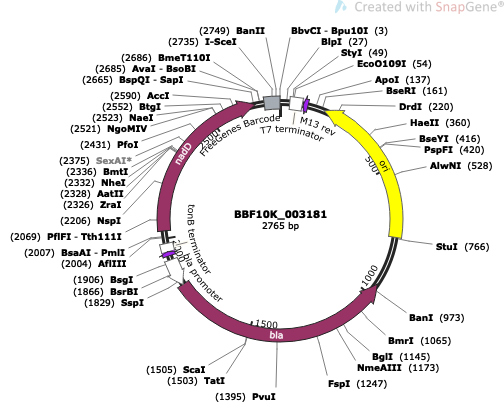 Created with SnapGene®
(2749) BanII
(2735) I-SceI
(2686) BmeT110I
(2685) AvaI - BsoBI
(2665) BspQI - SapI
(2590) AccI
(2552) BtgI
(2523) NaeI
(2521) NgoMIV
(2431) PfoI
(2375) SexAI*
(2336) BmtI
(2332) NheI
(2328) AatII
(2326) ZraI
(2206) NspI
(2069) PflFI - Tth111I
(2007) BsaAI - PmlI
(2004) AflIII
(1906) BsgI
(1866) BsrBI
(1829) SspI
(1505) ScaI
(1503) TatI
(1395) PvuI
BbvCI - Bpu10I (3)
BlpI (27)
StyI (49)
EcoO109I (54)
ApoI (137)
BseRI (161)
DrdI (220)
HaeII (360)
BseYI (416)
PspFI (420)
AlwNI (528)
StuI (766)
BanI (973)
BmrI (1065)
BglI (1145)
NmeAIII (1173)
FspI (1247)
FreeGenes Barcode
T7 terminator
M13 rev
ori
nadD
tonB terminator
bla promoter
bla
500
1000
1500
2000
2500
BBF10K_003181
2765 bp